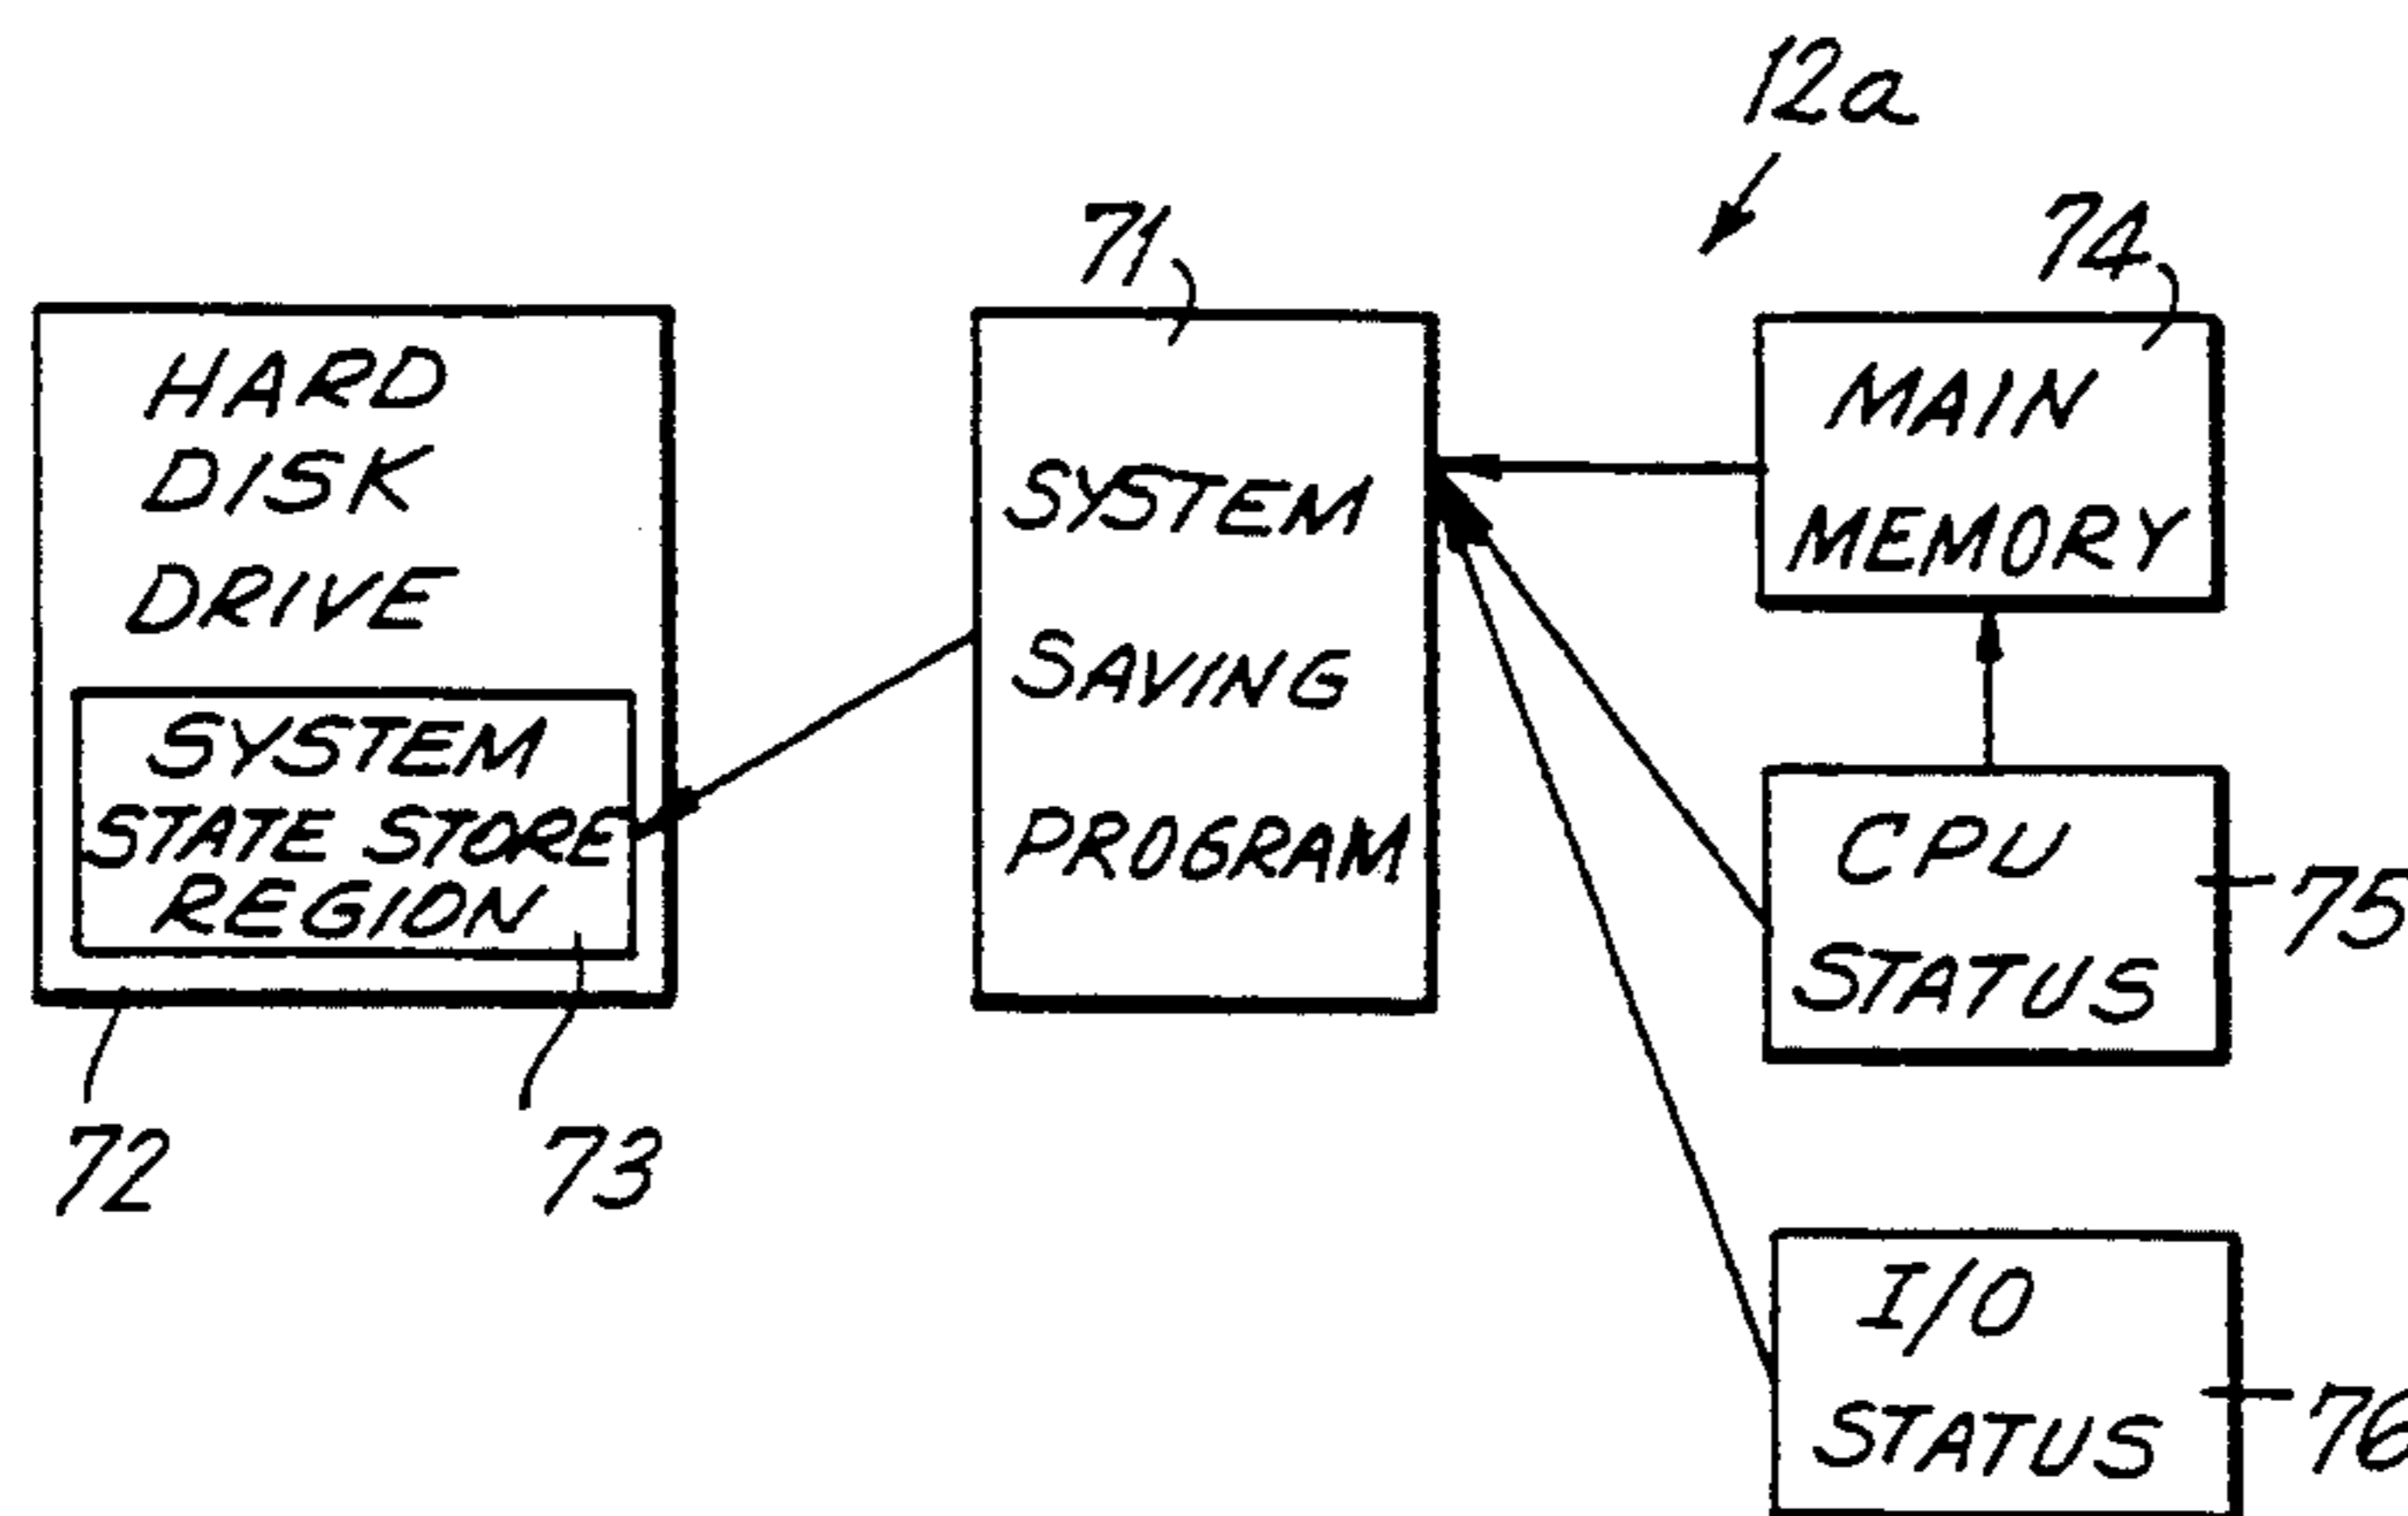 12a
71
74
HARD
DISK
DRIVE
SYSTEM
STATE STORE
REGION
72
73
SYSTEM
SAVING
PROGRAM
MAIN
MEMORY
CPU
STATUS
75
I/O
STATUS
76